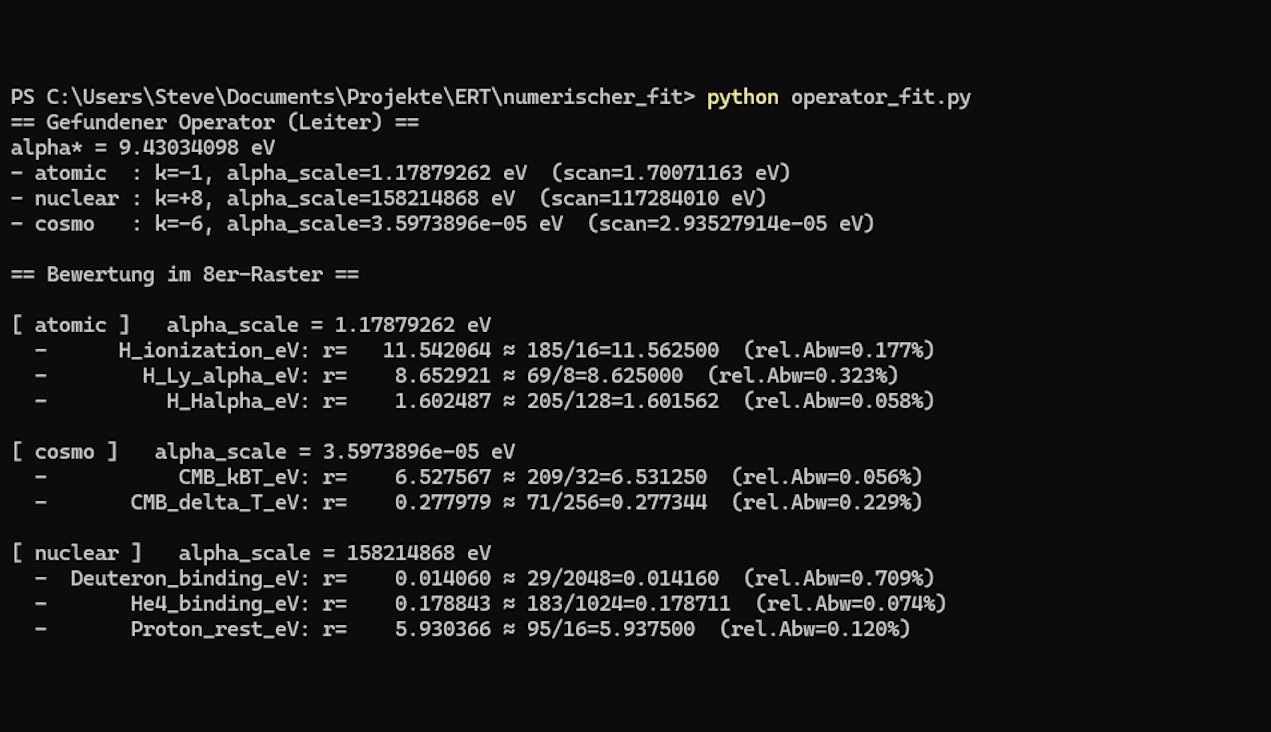 PS C:\Users\Steve\Documents\Projekte\ERT\numerischer_fit> python operator_fit.py
== Gefundener Operator (Leiter) ==
alpha* = 9.43034098 eV
- atomic  : k=-1, alpha_scale=1.17879262 eV  (scan=1.70071163 eV)
- nuclear : k=+8, alpha_scale=158214868 eV  (scan=117284010 eV)
- cosmo   : k=-6, alpha_scale=3.5973896e-05 eV  (scan=2.93527914e-05 eV)
== Bewertung im 8er-Raster ==
[ atomic ]   alpha_scale = 1.17879262 eV
  -      H_ionization_eV: r=   11.542064 ≈ 185/16=11.562500  (rel.Abw=0.177%)
  -        H_Ly_alpha_eV: r=    8.652921 ≈ 69/8=8.625000  (rel.Abw=0.323%)
  -          H_Halpha_eV: r=    1.602487 ≈ 205/128=1.601562  (rel.Abw=0.058%)
[ cosmo ]   alpha_scale = 3.5973896e-05 eV
  -           CMB_kBT_eV: r=    6.527567 ≈ 209/32=6.531250  (rel.Abw=0.056%)
  -       CMB_delta_T_eV: r=    0.277979 ≈ 71/256=0.277344  (rel.Abw=0.229%)
[ nuclear ]   alpha_scale = 158214868 eV
  -  Deuteron_binding_eV: r=    0.014060 ≈ 29/2048=0.014160  (rel.Abw=0.709%)
  -       He4_binding_eV: r=    0.178843 ≈ 183/1024=0.178711  (rel.Abw=0.074%)
  -       Proton_rest_eV: r=    5.930366 ≈ 95/16=5.937500  (rel.Abw=0.120%)